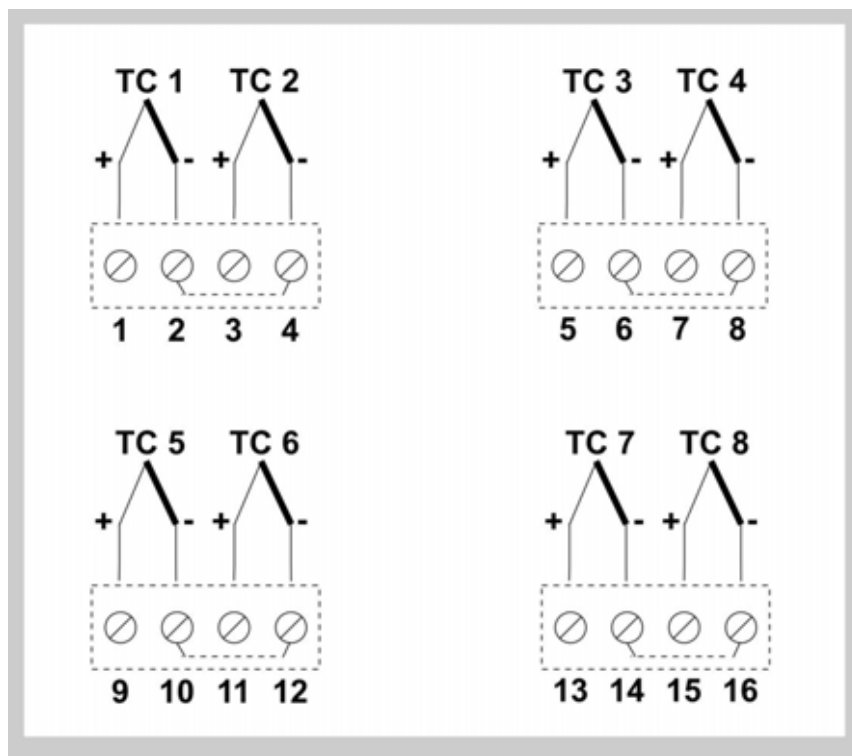 TC 1 TC 2 TC 3 TC 4
+ - + - + - + -
1 2 3 4 5 6 7 8
TC 5 TC 6 TC 7 TC 8
+ - + - + - + -
9 10 11 12 13 14 15 16